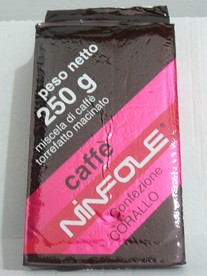 peso netto
250 g
miscela di caffè
torrefatto macinato
caffè
NiNFOLE®
confezione
CORALLO